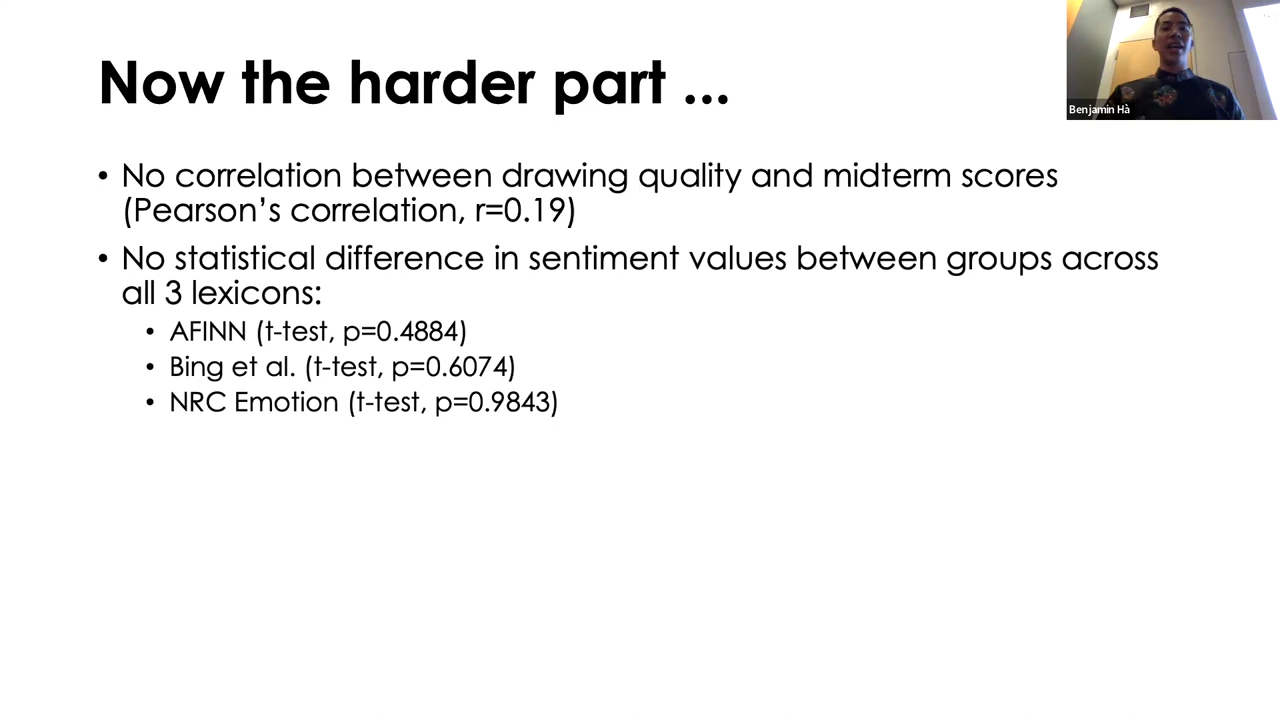 Now the harder part ...
Benjamin Hà
• No correlation between drawing quality and midterm scores
(Pearson's correlation, r=0.19)
• No statistical difference in sentiment values between groups across
all 3 lexicons:
• AFINN (t-test, p=0.4884)
• Bing et al. (t-test, p=0.6074)
• NRC Emotion (t-test, p=0.9843)